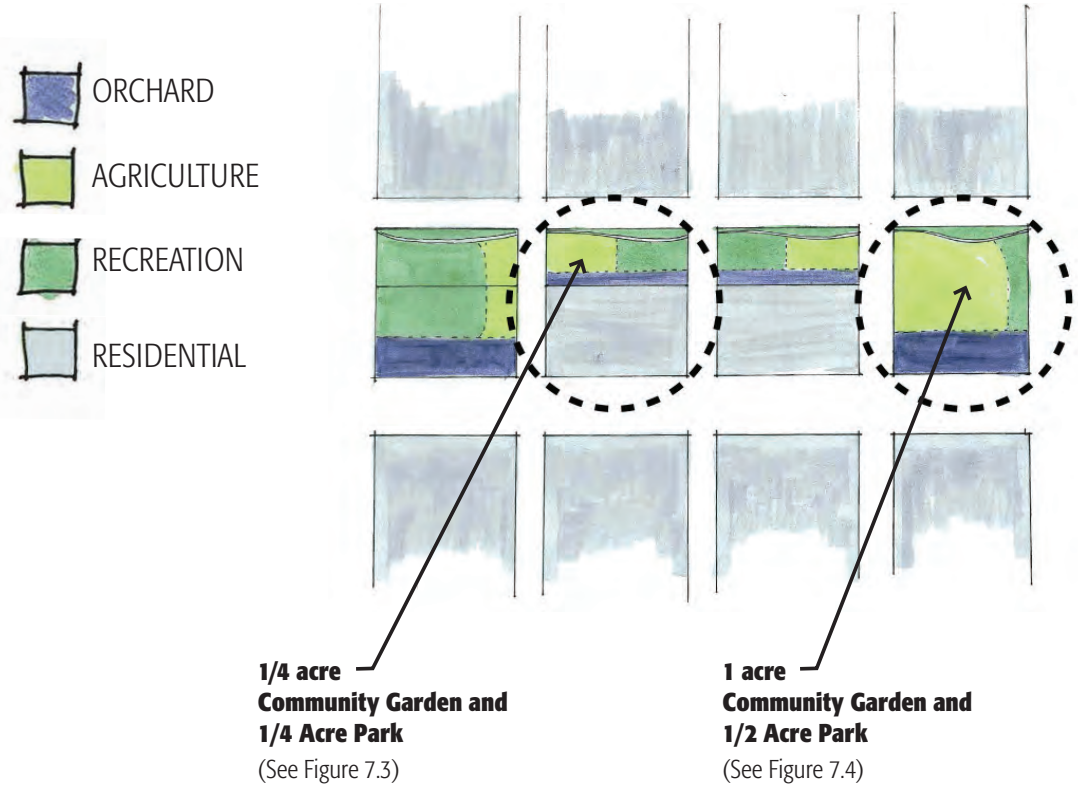 ORCHARD
AGRICULTURE
RECREATION
RESIDENTIAL
1/4 acre
Community Garden and
1/4 Acre Park
(See Figure 7.3)
1 acre
Community Garden and
1/2 Acre Park
(See Figure 7.4)